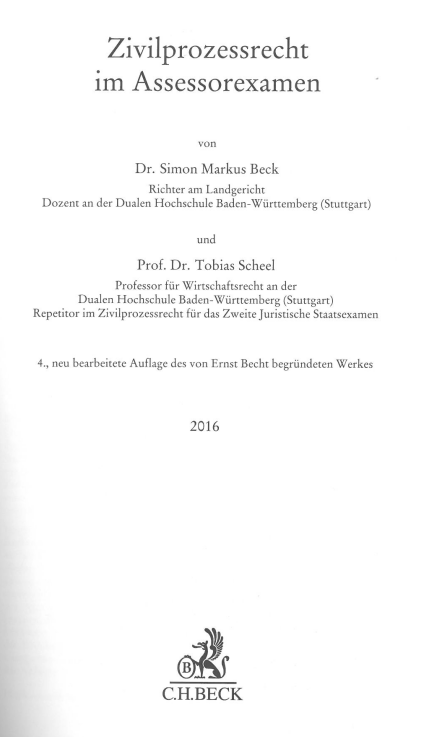 Zivilprozessrecht
im Assessorexamen
von
Dr. Simon Markus Beck
Richter am Landgericht
Dozent an der Dualen Hochschule Baden-Württemberg (Stuttgart)
und
Prof. Dr. Tobias Scheel
Professor für Wirtschaftsrecht an der
Dualen Hochschule Baden-Württemberg (Stuttgart)
Repetitor im Zivilprozessrecht für das Zweite Juristische Staatsexamen
4., neu bearbeitete Auflage des von Ernst Becht begründeten Werkes
2016
B
C.H.BECK